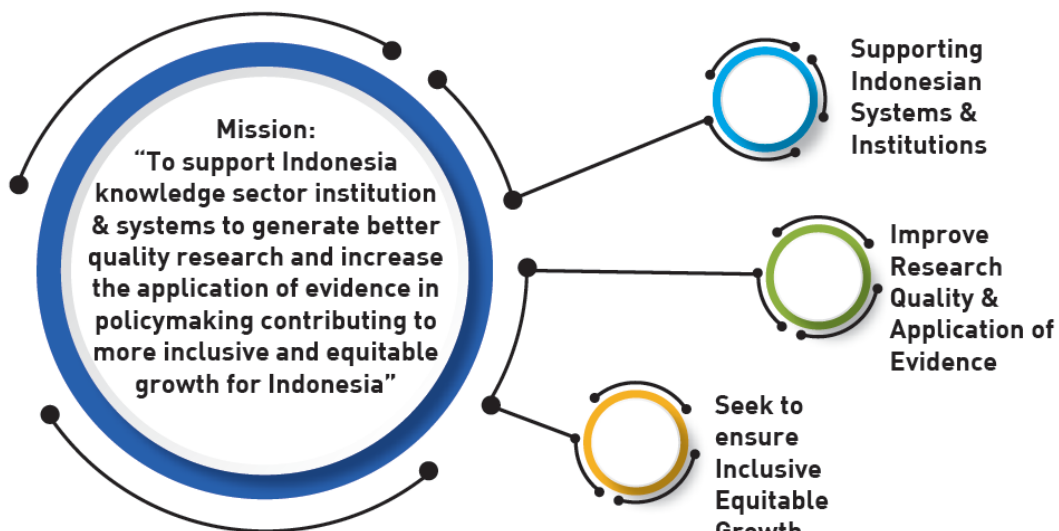 Mission:
“To support Indonesia
knowledge sector institution
& systems to generate better
quality research and increase
the application of evidence in
policymaking contributing to
more inclusive and equitable
growth for Indonesia”
Supporting
Indonesian
Systems &
Institutions
Improve
Research
Quality &
Application of
Evidence
Seek to
ensure
Inclusive
Equitable
Growth